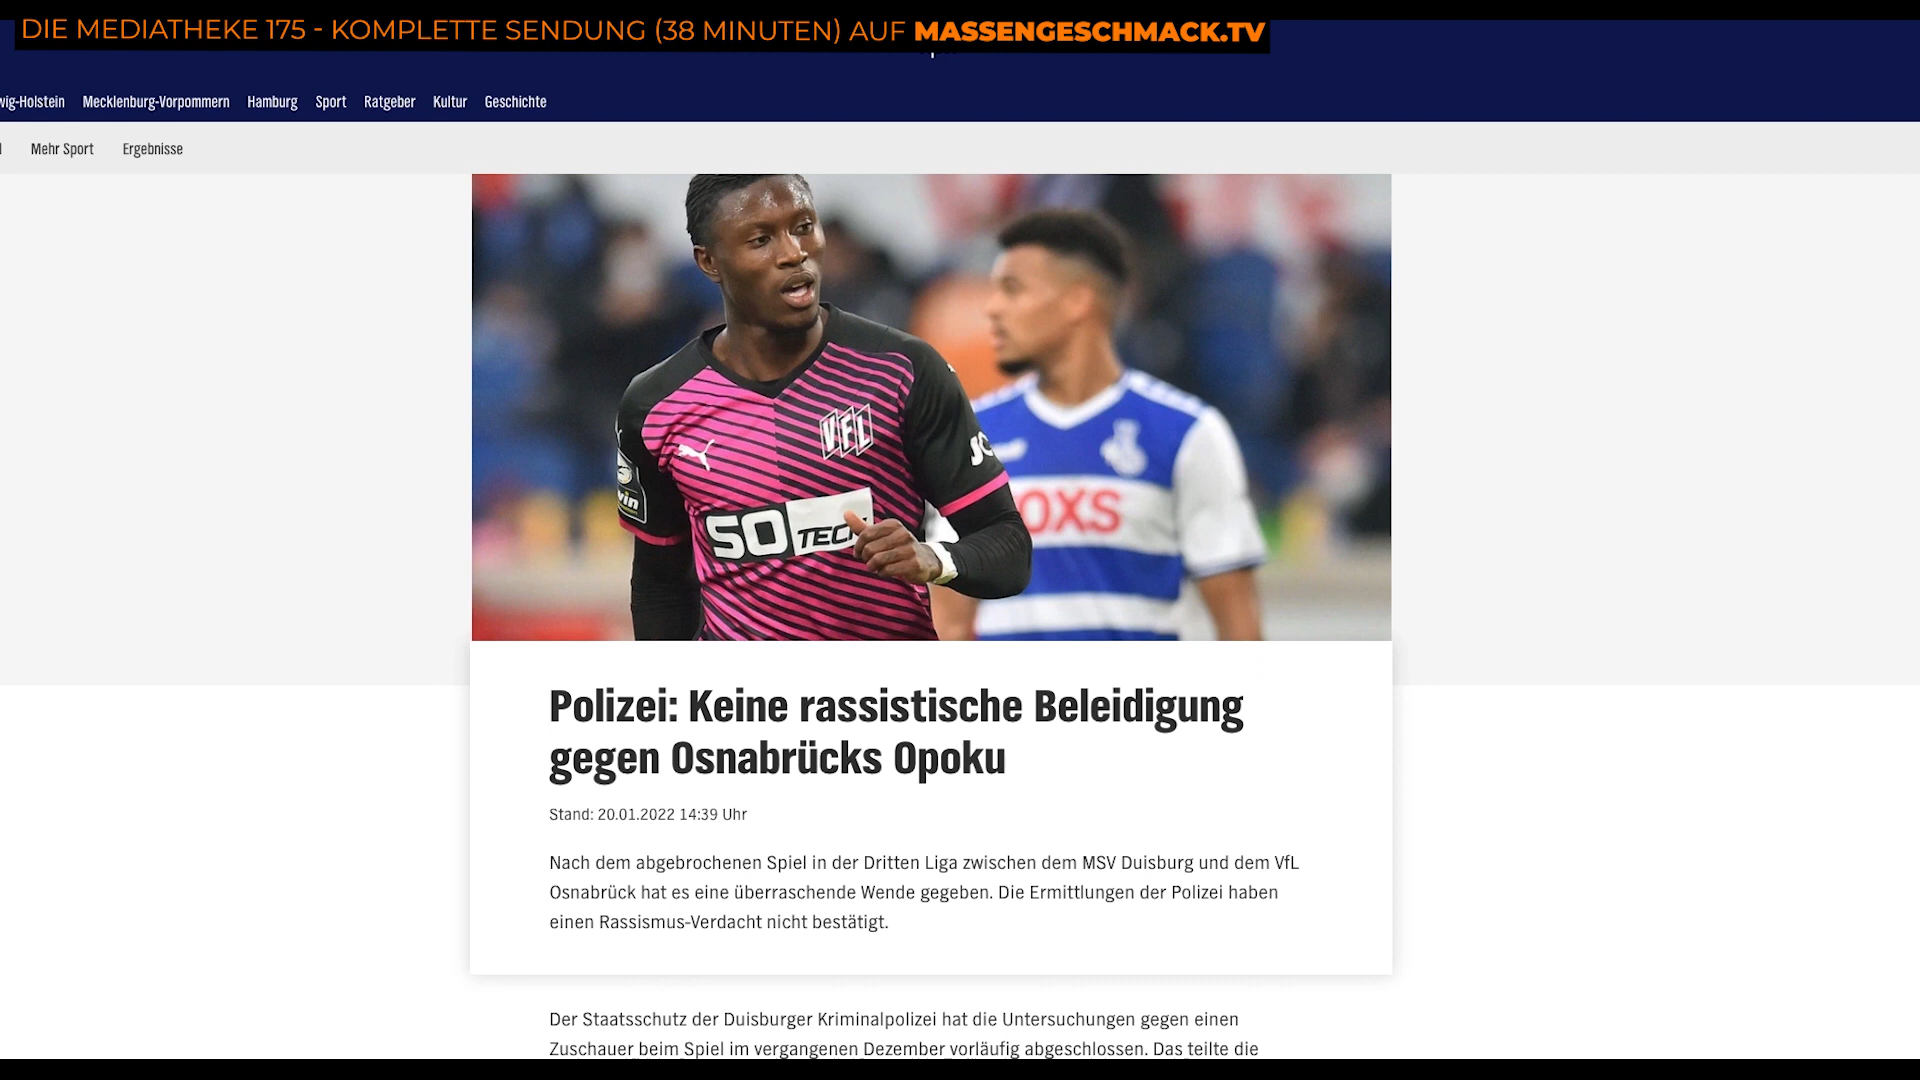 DIE MEDIATHEKE 175 - KOMPLETTE SENDUNG (38 MINUTEN) AUF MASSENGESCHMACK.TV
wig-Holstein Mecklenburg-Vorpommern Hamburg Sport Ratgeber Kultur Geschichte
Mehr Sport Ergebnisse
VFL
SO TECH
OXS
Polizei: Keine rassistische Beleidigung
gegen Osnabrücks Opoku
Stand: 20.01.2022 14:39 Uhr
Nach dem abgebrochenen Spiel in der Dritten Liga zwischen dem MSV Duisburg und dem VfL
Osnabrück hat es eine überraschende Wende gegeben. Die Ermittlungen der Polizei haben
einen Rassismus-Verdacht nicht bestätigt.
Der Staatsschutz der Duisburger Kriminalpolizei hat die Untersuchungen gegen einen
Zuschauer beim Spiel im vergangenen Dezember vorläufig abgeschlossen. Das teilte die